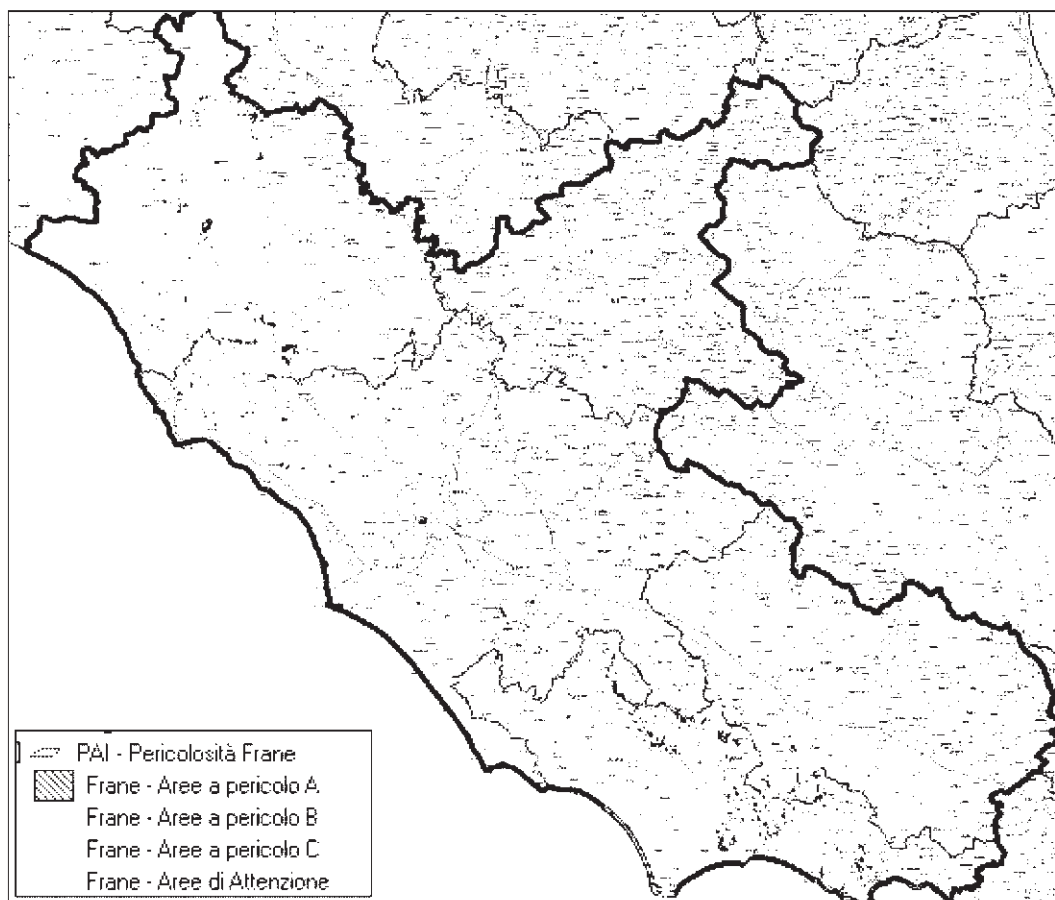 PAI - Pericolosità Frane
Frane - Aree a pericolo A
Frane - Aree a pericolo B
Frane - Aree a pericolo C
Frane - Aree di Attenzione